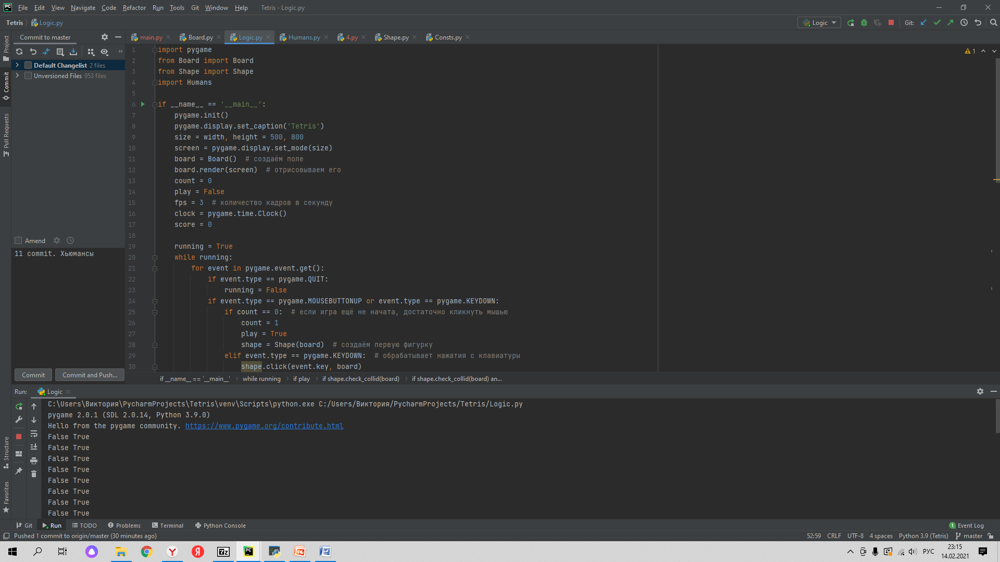 File Edit View Navigate Code Refactor Run Tools Git Window Help Tetris - Logic.py
Tetris Logic.py Logic Git:
Commit to master main.py Board.py Logic.py Humans.py 4.py Shape.py Consts.py
Project
Commit
Pull Requests
Default Changelist 2 files
Unversioned Files 953 files
Amend
11 commit. Хьюмансы
Commit Commit and Push...
1 import pygame
2 from Board import Board
3 from Shape import Shape
4 import Humans
5
6 if __name__ == '__main__':
7 pygame.init()
8 pygame.display.set_caption('Tetris')
9 size = width, height = 500, 800
10 screen = pygame.display.set_mode(size)
11 board = Board() # создаём поле
12 board.render(screen) # отрисовываем его
13 count = 0
14 play = False
15 fps = 3 # количество кадров в секунду
16 clock = pygame.time.Clock()
17 score = 0
18
19 running = True
20 while running:
21 for event in pygame.event.get():
22 if event.type == pygame.QUIT:
23 running = False
24 if event.type == pygame.MOUSEBUTTONUP or event.type == pygame.KEYDOWN:
25 if count == 0: # если игра ещё не начата, достаточно кликнуть мышью
26 count = 1
27 play = True
28 shape = Shape(board) # создаём первую фигурку
29 elif event.type == pygame.KEYDOWN: # обрабатывает нажатия с клавиатуры
30 shape.click(event.key, board)
1
if __name__ == '__main__' while running if play if shape.check_collid(board) if shape.check_collid(board) an...
Run: Logic
C:\Users\Виктория\PycharmProjects\Tetris\venv\Scripts\python.exe C:/Users/Виктория/PycharmProjects/Tetris/Logic.py
pygame 2.0.1 (SDL 2.0.14, Python 3.9.0)
Hello from the pygame community. https://www.pygame.org/contribute.html
False True
False True
False True
False True
False True
False True
False True
False True
Structure
Favorites
Git Run TODO Problems Terminal Python Console 1 Event Log
Pushed 1 commit to origin/master (30 minutes ago) 52:59 CRLF UTF-8 4 spaces Python 3.9 (Tetris) master
РУС 23:15
14.02.2021